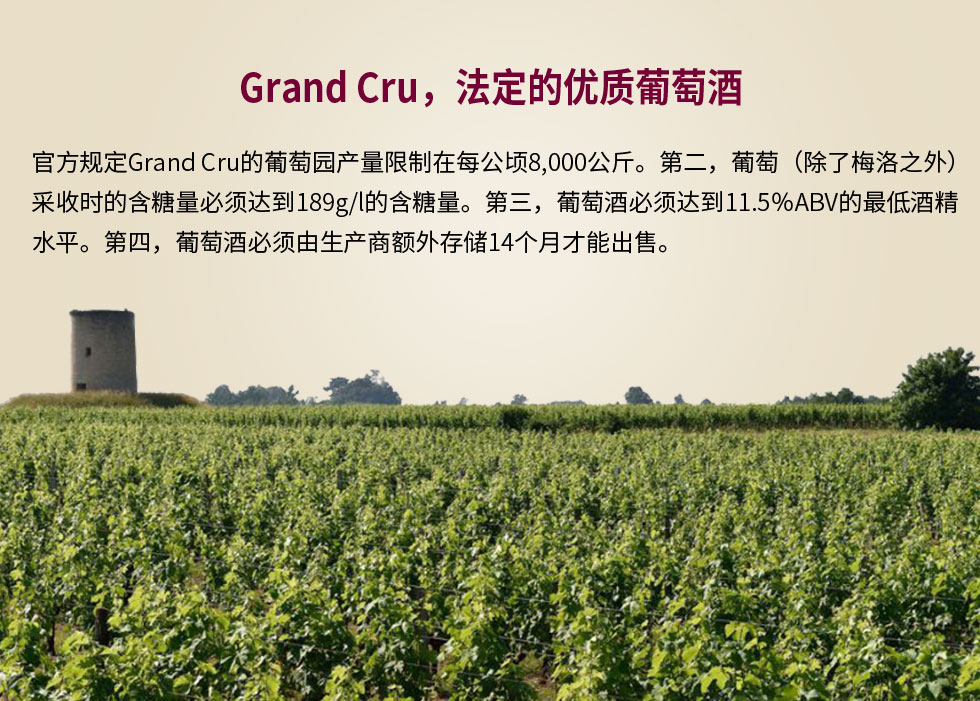 Grand Cru，法定的优质葡萄酒
官方规定Grand Cru的葡萄园产量限制在每公顷8,000公斤。第二，葡萄（除了梅洛之外）
采收时的含糖量必须达到189g/l的含糖量。第三，葡萄酒必须达到11.5%ABV的最低酒精
水平。第四，葡萄酒必须由生产商额外存储14个月才能出售。